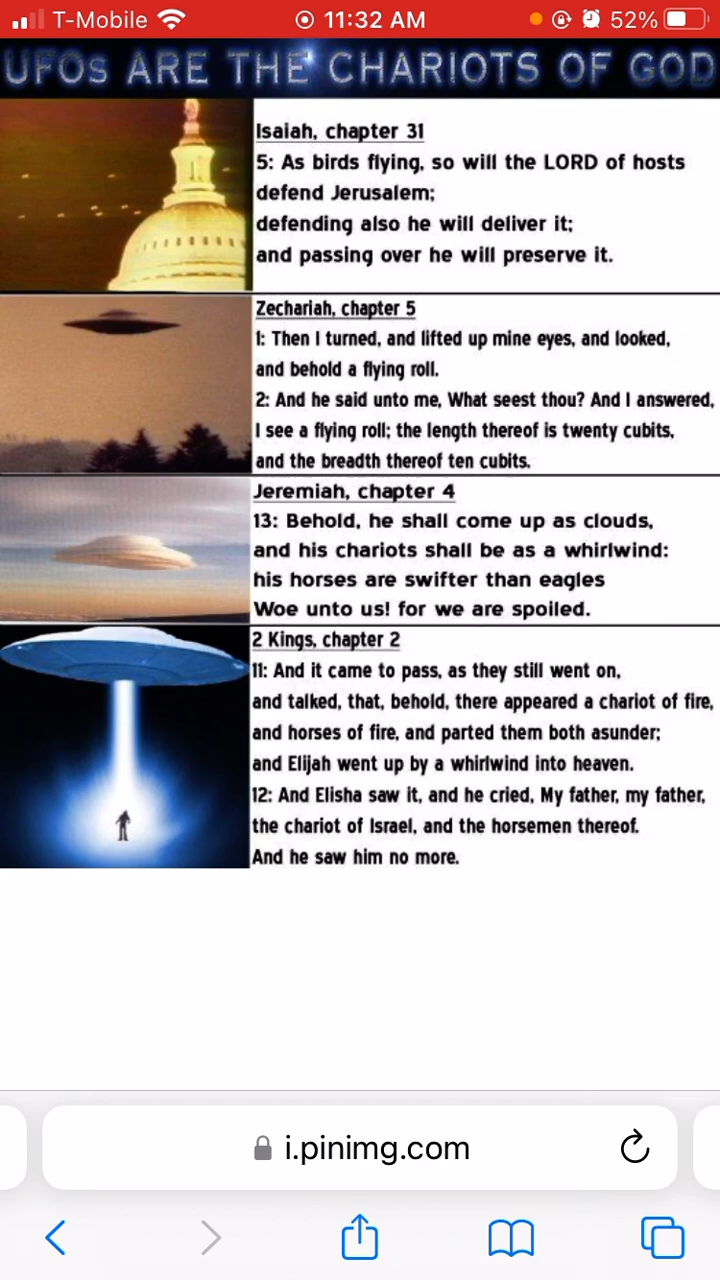 T-Mobile 11:32 AM 52%
UFOs ARE THE CHARIOTS OF GOD
Isaiah, chapter 31
5: As birds flying, so will the LORD of hosts
defend Jerusalem;
defending also he will deliver it;
and passing over he will preserve it.
Zechariah, chapter 5
1: Then I turned, and lifted up mine eyes, and looked,
and behold a flying roll.
2: And he said unto me, What seest thou? And I answered,
I see a flying roll; the length thereof is twenty cubits,
and the breadth thereof ten cubits.
Jeremiah, chapter 4
13: Behold, he shall come up as clouds,
and his chariots shall be as a whirlwind:
his horses are swifter than eagles
Woe unto us! for we are spoiled.
2 Kings, chapter 2
11: And it came to pass, as they still went on,
and talked, that, behold, there appeared a chariot of fire,
and horses of fire, and parted them both asunder;
and Elijah went up by a whirlwind into heaven.
12: And Elisha saw it, and he cried, My father, my father,
the chariot of Israel, and the horsemen thereof.
And he saw him no more.
i.pinimg.com